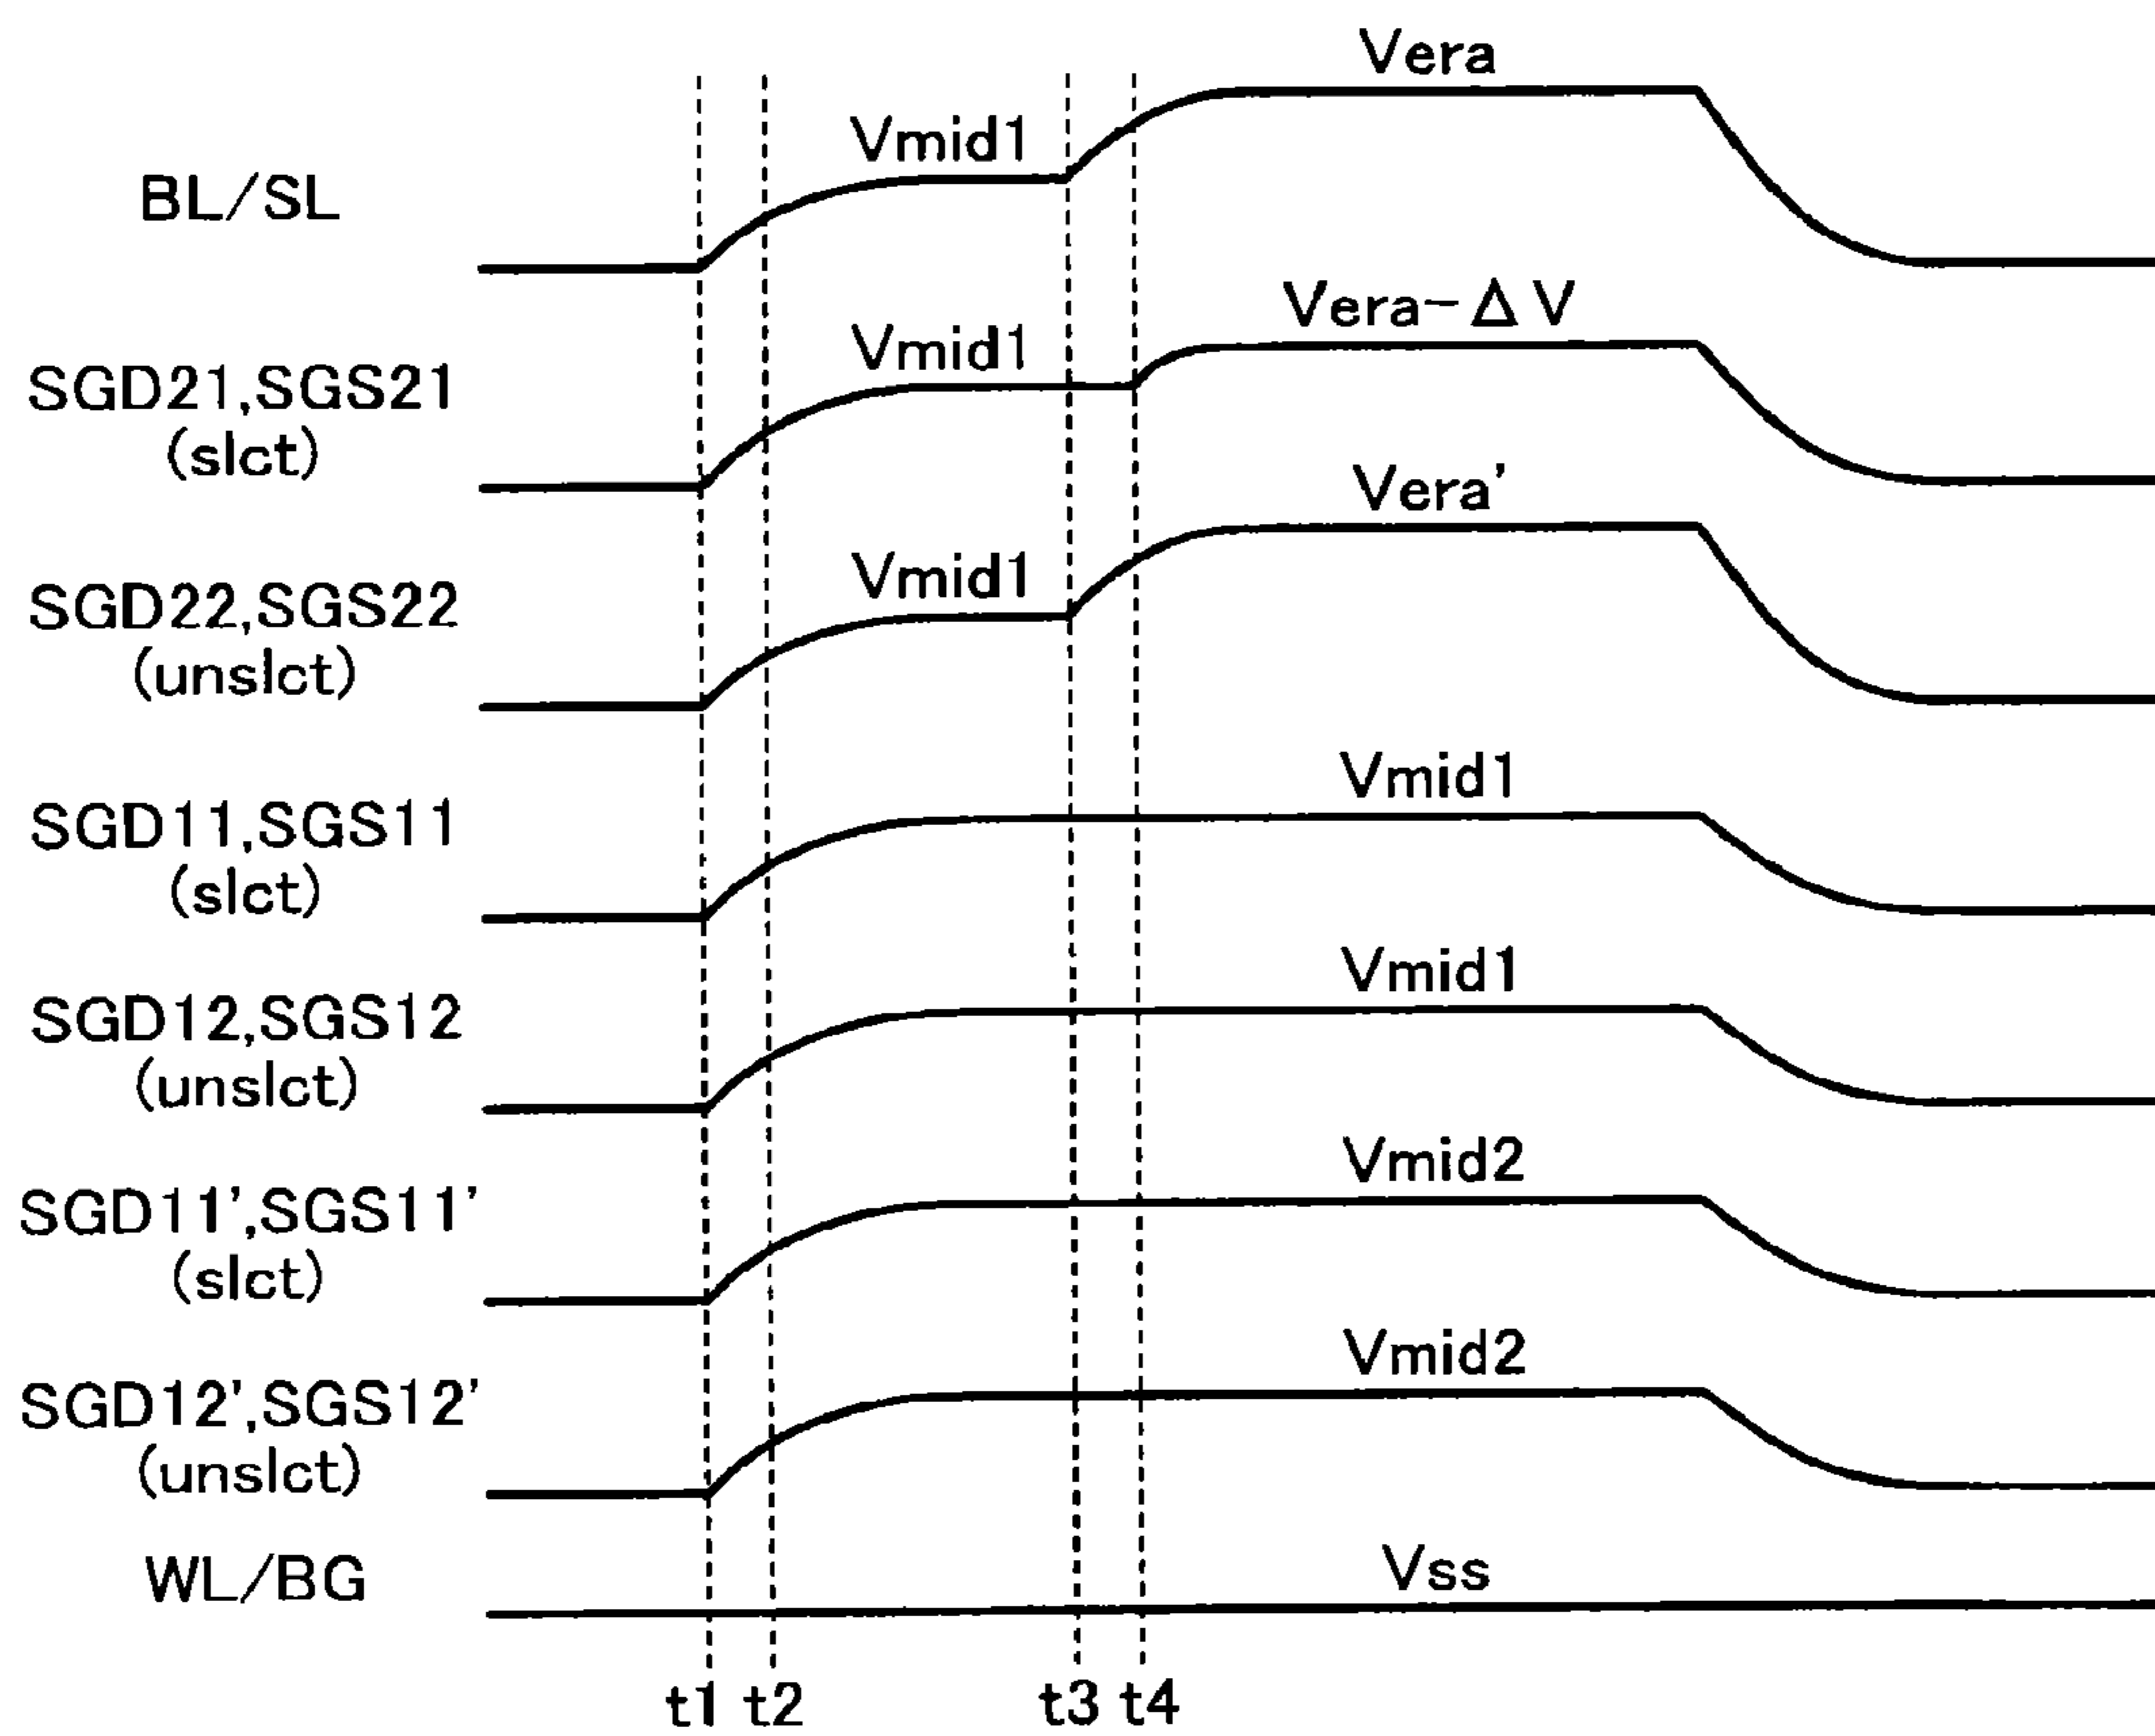 Vera
Vmid1
BL/SL
Vera-ΔV
Vmid1
SGD21,SGS21
(slct)
Vera'
Vmid1
SGD22,SGS22
(unslct)
Vmid1
SGD11,SGS11
(slct)
Vmid1
SGD12,SGS12
(unslct)
Vmid2
SGD11',SGS11'
(slct)
Vmid2
SGD12',SGS12'
(unslct)
Vss
WL/BG
t1 t2 t3 t4